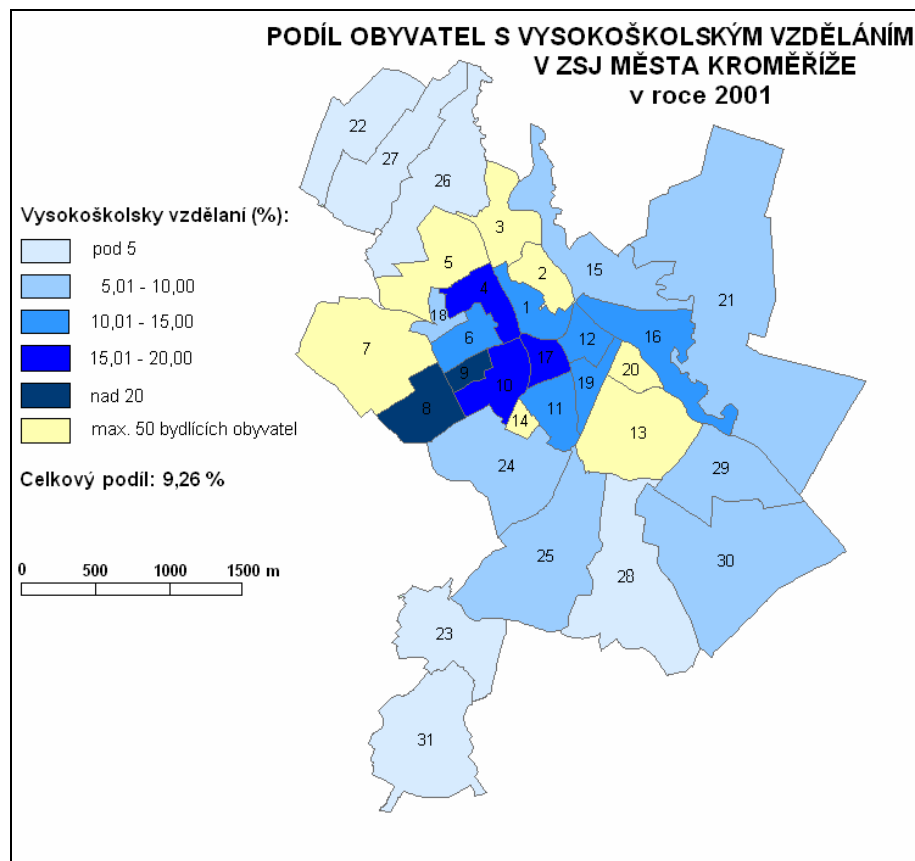 PODÍL OBYVATEL S VYSOKOŠKOLSKÝM VZDĚLÁNÍM
V ZSJ MĚSTA KROMĚŘÍŽE
v roce 2001
22
27
26
Vysokoškolsky vzdělaní (%):
pod 5
5,01 - 10,00
10,01 - 15,00
15,01 - 20,00
nad 20
max. 50 bydlících obyvatel
Celkový podíl: 9,26 %
0 500 1000 1500 m
3
5
2
15
4
21
18
1
6
12
16
7
17
9
20
10
19
8
11
14
13
24
29
25
30
28
23
31